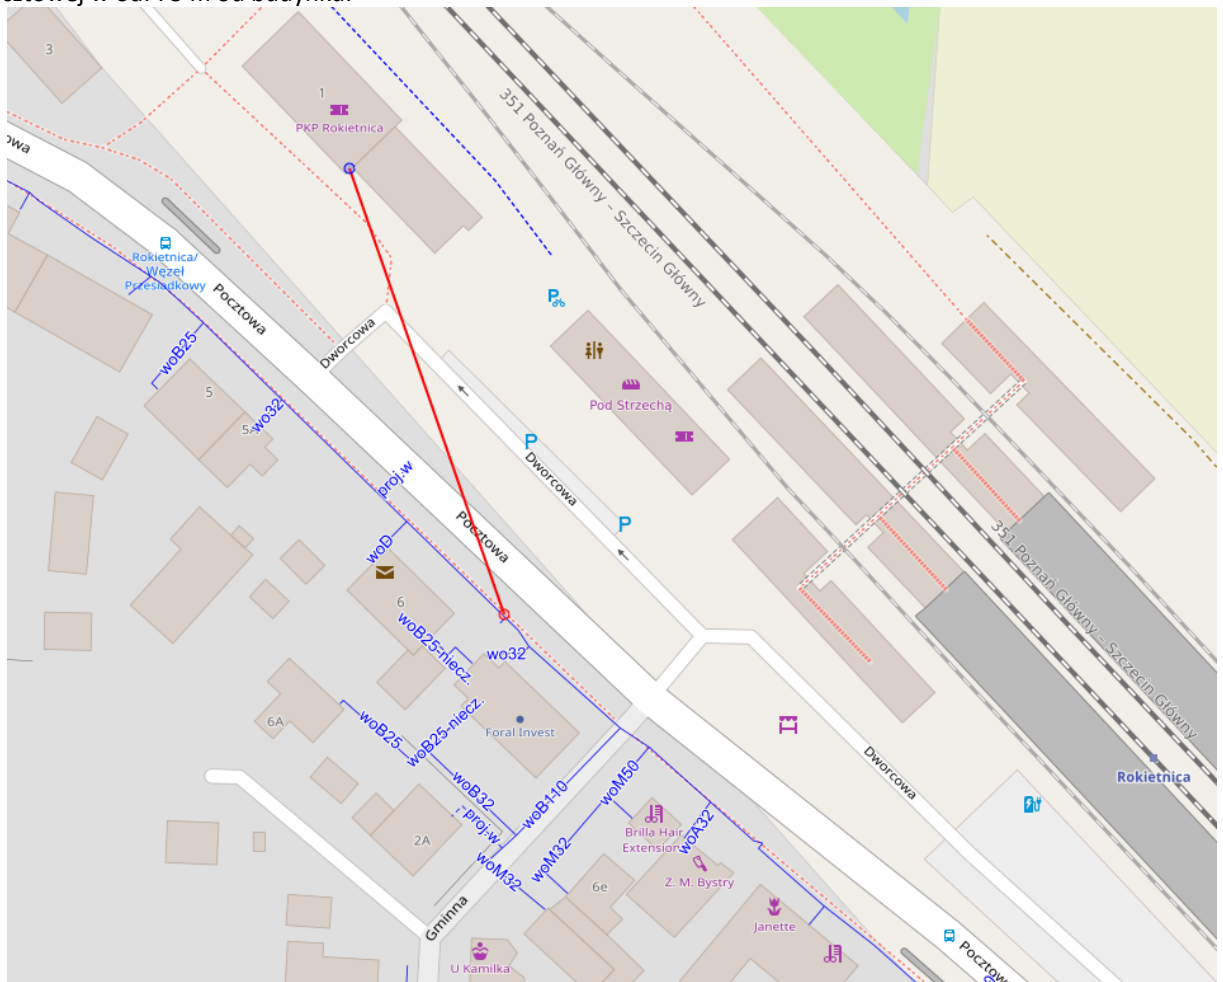 3
1
PKP Rokietnica
351 Poznań Główny – Szczecin Główny
Rokietnica/
Węzeł
Przesiadkowy
Pocztowa
Dworcowa
P
woB25
5
5A
wo32
Pod Strzechą
P
Dworcowa
proj.w
Pocztowa
P
woD
6
woB25-niecz.
wo32
351 Poznań Główny – Szczecin Główny
6A
woB25
woB25-niecz.
Foral Invest
Rokietnica
Dworcowa
woB32
woB110
woM50
proj.w
2A
Brilla Hair
Extension
woA32
woM32
woM32
Z. M. Bystry
6e
Gminna
Janette
U Kamilka